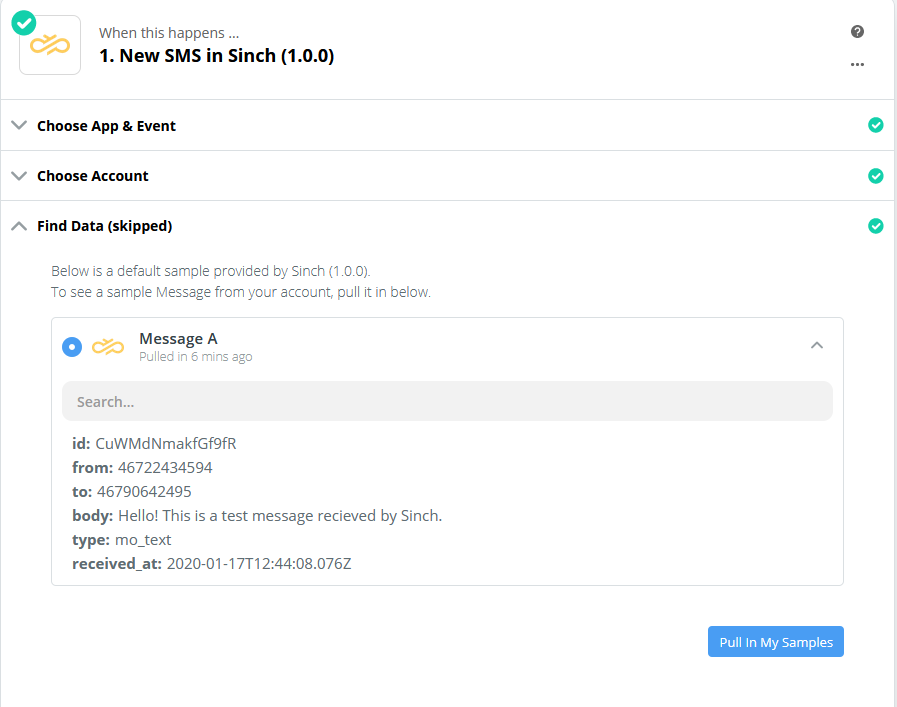 When this happens ...
1. New SMS in Sinch (1.0.0)
Choose App & Event
Choose Account
Find Data (skipped)
Below is a default sample provided by Sinch (1.0.0).
To see a sample Message from your account, pull it in below.
Message A
Pulled in 6 mins ago
Search...
id: CuWMdNmakfGf9fR
from: 46722434594
to: 46790642495
body: Hello! This is a test message recieved by Sinch.
type: mo_text
received_at: 2020-01-17T12:44:08.076Z
Pull In My Samples